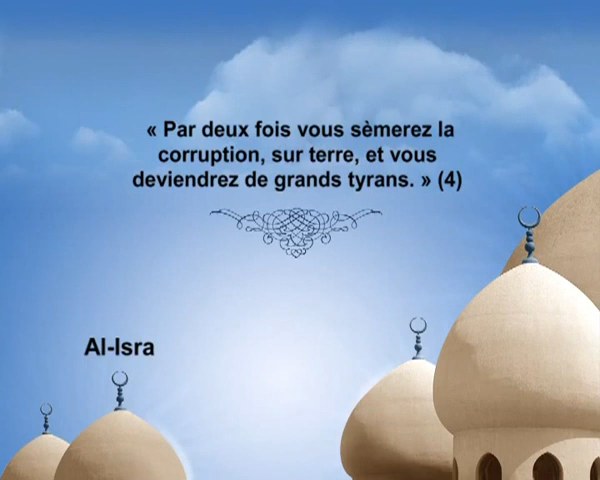 « Par deux fois vous sèmerez la
corruption, sur terre, et vous
deviendrez de grands tyrans. » (4)
Al-Isra